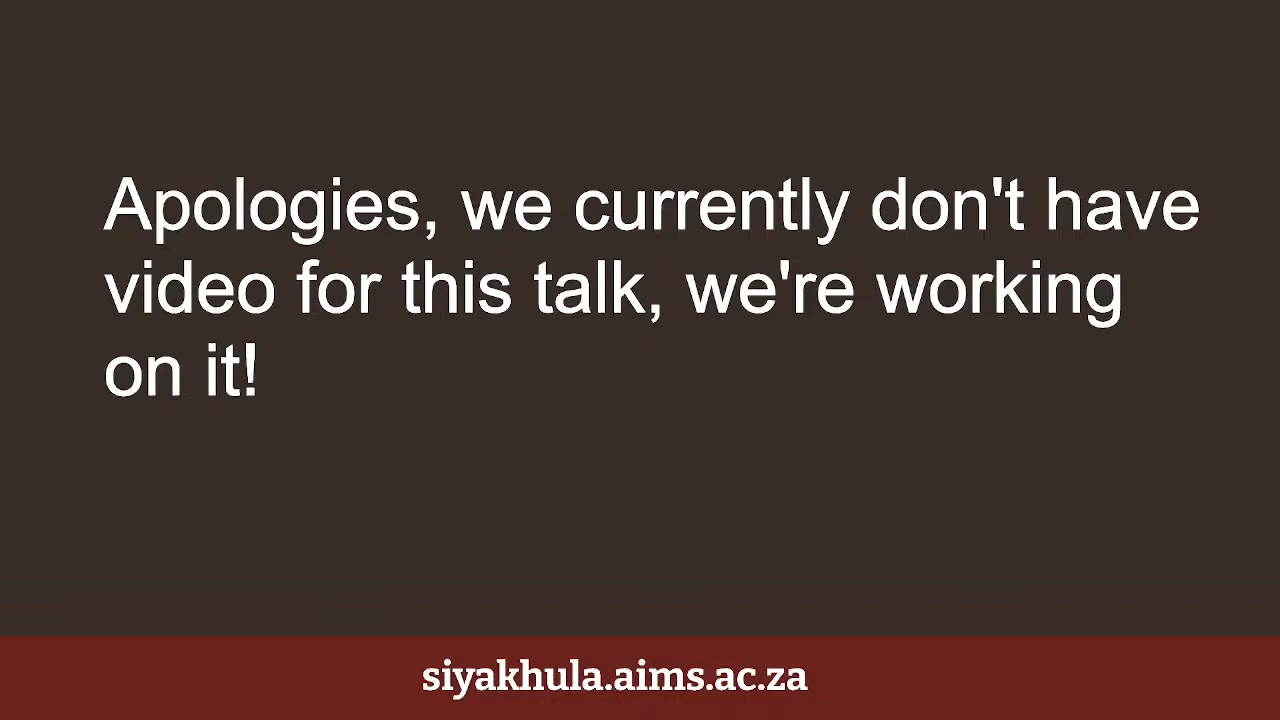 Apologies, we currently don't have
video for this talk, we're working
on it!
siyakhula.aims.ac.za